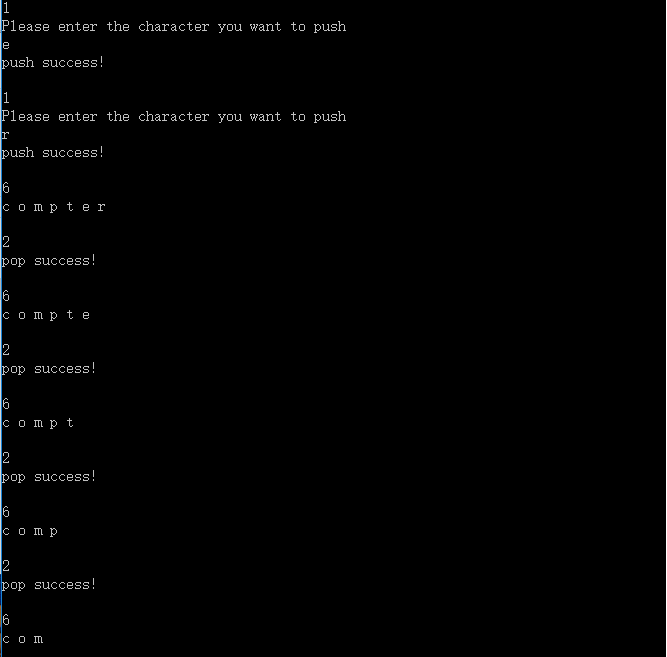 1
Please enter the character you want to push
e
push success!
1
Please enter the character you want to push
r
push success!
6
c o m p t e r
2
pop success!
6
c o m p t e
2
pop success!
6
c o m p t
2
pop success!
6
c o m p
2
pop success!
6
c o m